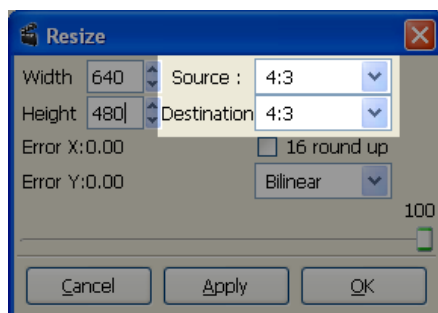 Resize
Width 640 Source : 4:3
Height 480 Destination 4:3
Error X:0.00 16 round up
Error Y:0.00 Bilinear
100
Cancel Apply OK